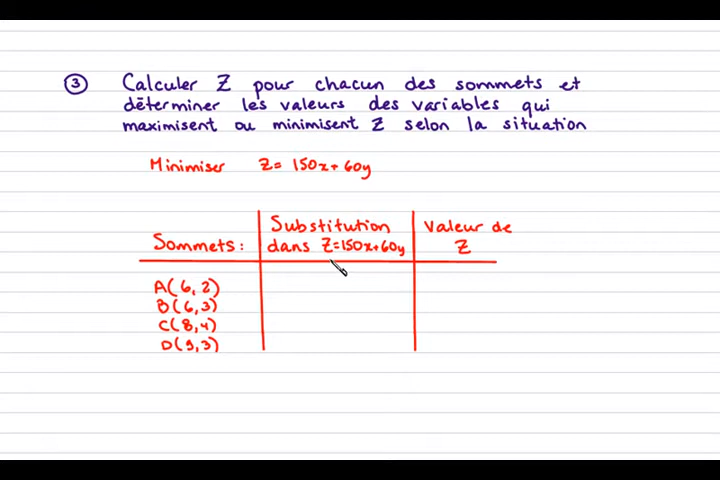 ③ Calculer Z pour chacun des sommets et
déterminer les valeurs des variables qui
maximisent ou minimisent Z selon la situation
Minimiser Z= 150x+60y
Sommets: Substitution dans Z=150x+60y Valeur de Z
A(6,2)
B(6,3)
C(8,4)
D(9,3)